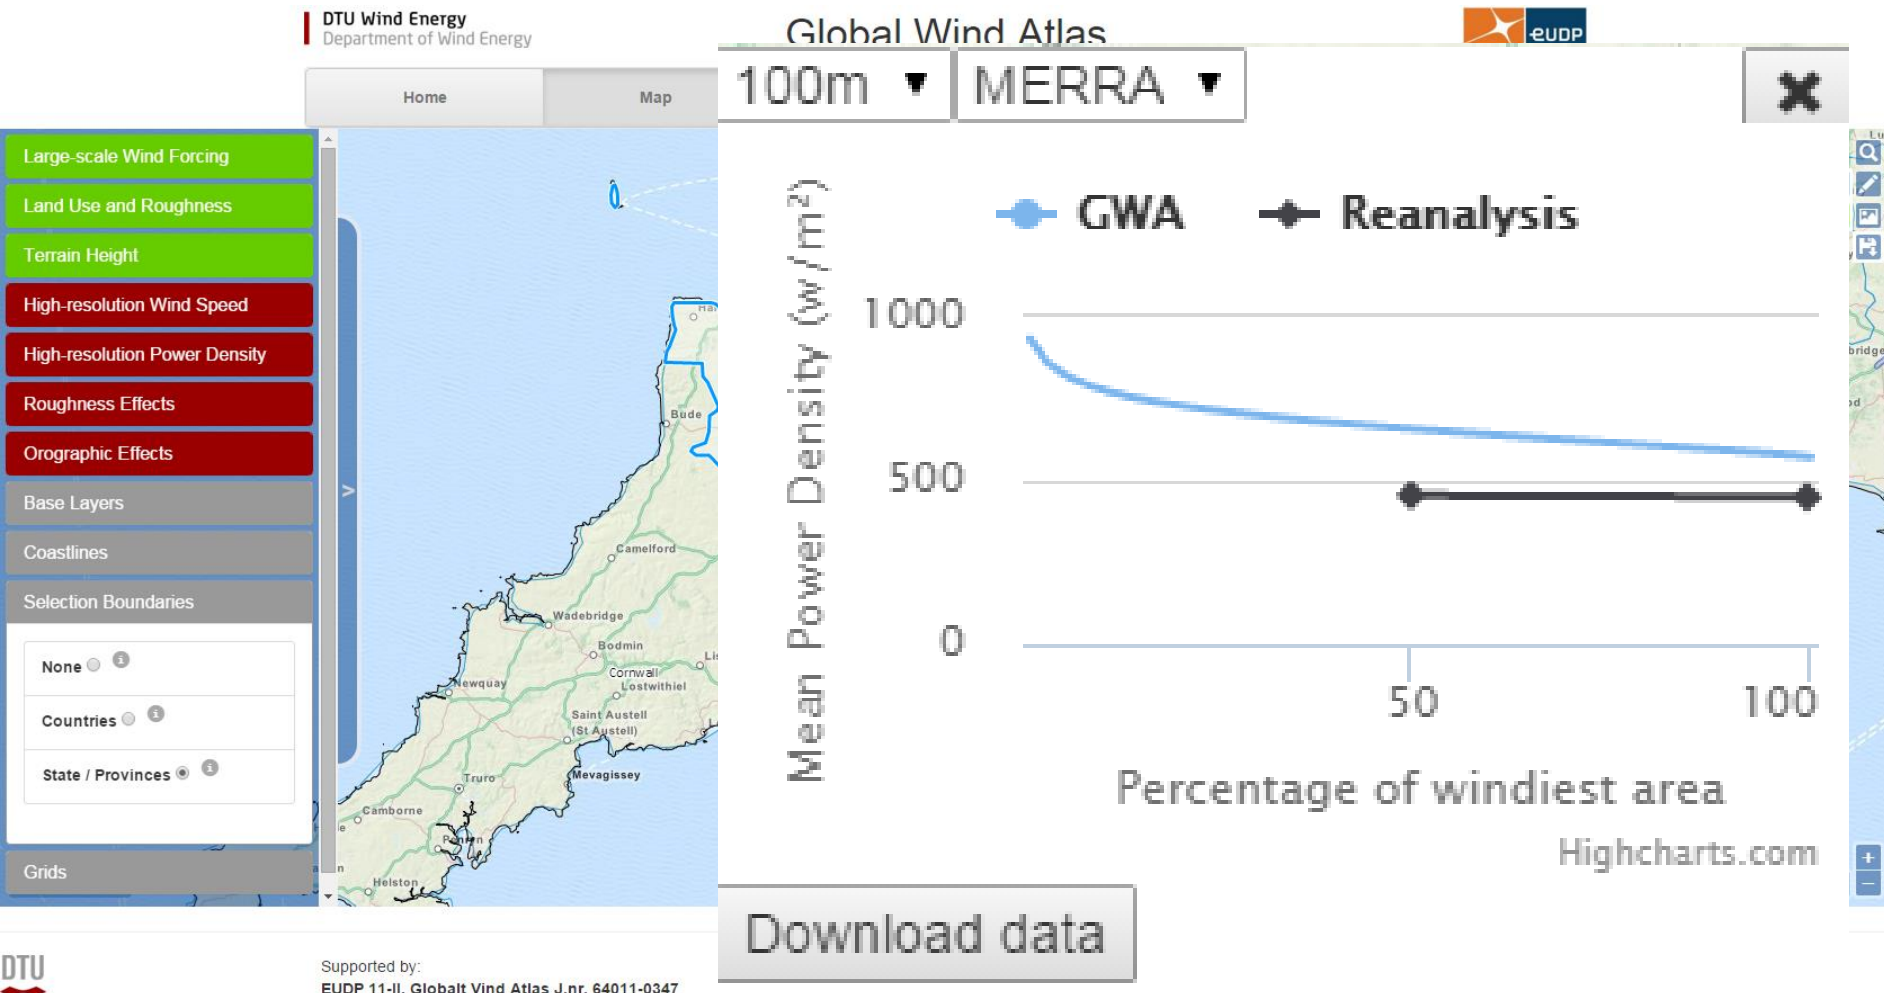 DTU Wind Energy
Department of Wind Energy
Global Wind Atlas
EUDP
Home
Map
100m
MERRA
Large-scale Wind Forcing
Land Use and Roughness
Terrain Height
High-resolution Wind Speed
High-resolution Power Density
Roughness Effects
Orographic Effects
Base Layers
Coastlines
Selection Boundaries
None
Countries
State / Provinces
Grids
>
Bude
Camelford
Wadebridge
Bodmin
Cornwall
Lostwithiel
Newquay
Saint Austell
(St Austell)
Truro
Mevagissey
Camborne
Penryn
Helston
GWA
Reanalysis
Mean Power Density (w/m²)
1000
500
0
50
100
Percentage of windiest area
Highcharts.com
Download data
+
−
DTU
Supported by:
EUDP 11-II, Globalt Vind Atlas J.nr. 64011-0347